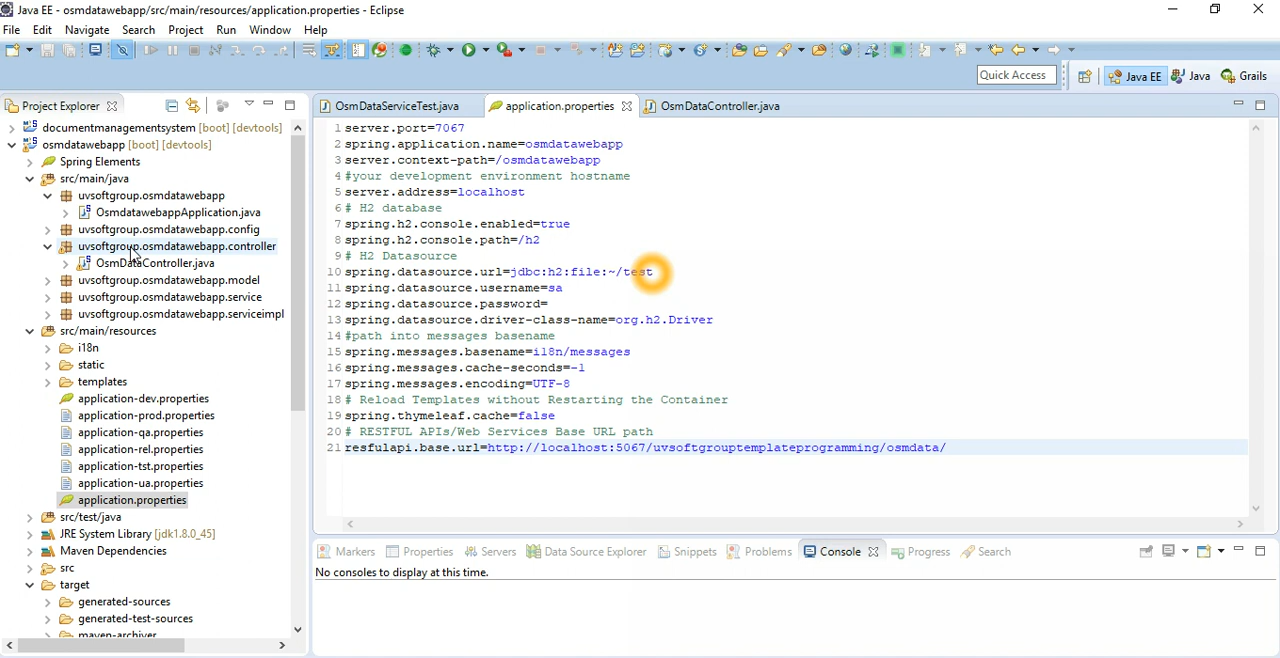 Java EE - osmdatawebapp/src/main/resources/application.properties - Eclipse
File Edit Navigate Search Project Run Window Help
Quick Access Java EE Java Grails
Project Explorer
documentmanagementsystem [boot] [devtools]
osmdatawebapp [boot] [devtools]
Spring Elements
src/main/java
uvsoftgroup.osmdatawebapp
OsmdatawebappApplication.java
uvsoftgroup.osmdatawebapp.config
uvsoftgroup.osmdatawebapp.controller
OsmDataController.java
uvsoftgroup.osmdatawebapp.model
uvsoftgroup.osmdatawebapp.service
uvsoftgroup.osmdatawebapp.serviceimpl
src/main/resources
i18n
static
templates
application-dev.properties
application-prod.properties
application-qa.properties
application-rel.properties
application-tst.properties
application-ua.properties
application.properties
src/test/java
JRE System Library [jdk1.8.0_45]
Maven Dependencies
src
target
generated-sources
generated-test-sources
maven-archiver
OsmDataServiceTest.java application.properties OsmDataController.java
1 server.port=7067
2 spring.application.name=osmdatawebapp
3 server.context-path=/osmdatawebapp
4 #your development environment hostname
5 server.address=localhost
6 # H2 database
7 spring.h2.console.enabled=true
8 spring.h2.console.path=/h2
9 # H2 Datasource
10 spring.datasource.url=jdbc:h2:file:~/test
11 spring.datasource.username=sa
12 spring.datasource.password=
13 spring.datasource.driver-class-name=org.h2.Driver
14 #path into messages basename
15 spring.messages.basename=i18n/messages
16 spring.messages.cache-seconds=-1
17 spring.messages.encoding=UTF-8
18 # Reload Templates without Restarting the Container
19 spring.thymeleaf.cache=false
20 # RESTFUL APIs/Web Services Base URL path
21 resfulapi.base.url=http://localhost:5067/uvsoftgrouptemplateprogramming/osmdata/
Markers Properties Servers Data Source Explorer Snippets Problems Console Progress Search
No consoles to display at this time.